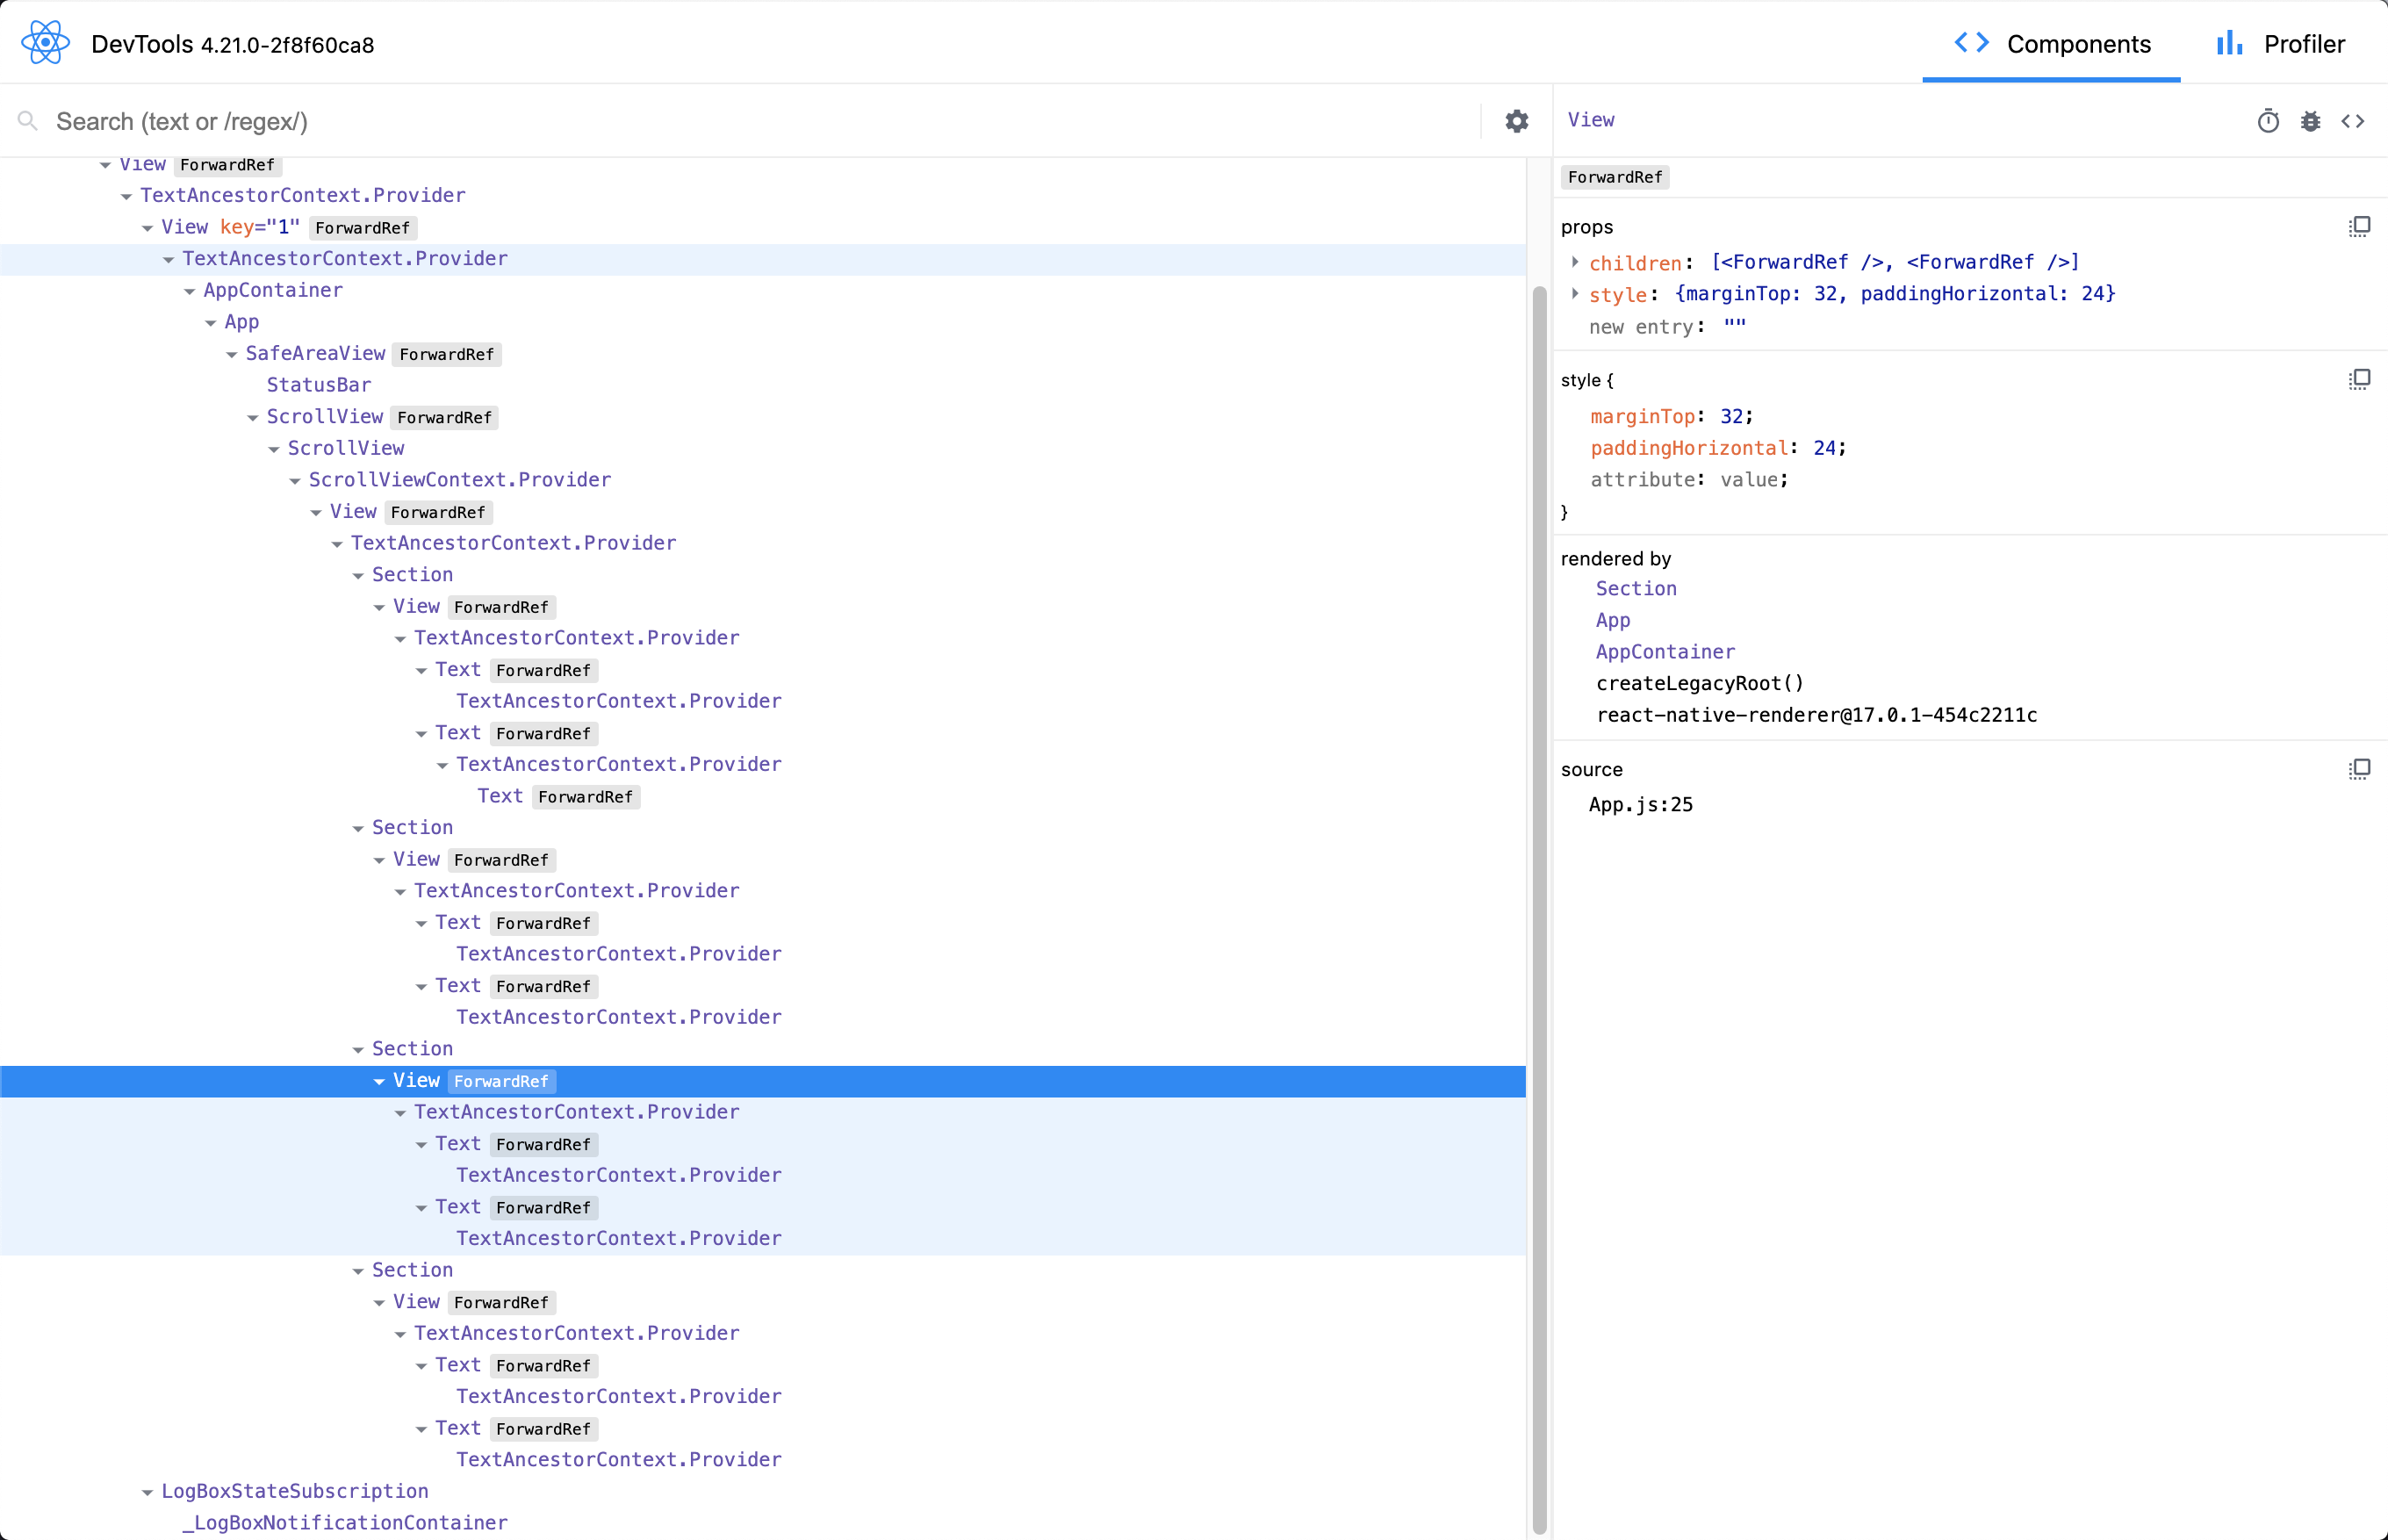 DevTools 4.21.0-2f8f60ca8
Components
Profiler
Search (text or /regex/)
View ForwardRef
TextAncestorContext.Provider
View key="1" ForwardRef
TextAncestorContext.Provider
AppContainer
App
SafeAreaView ForwardRef
StatusBar
ScrollView ForwardRef
ScrollView
ScrollViewContext.Provider
View ForwardRef
TextAncestorContext.Provider
Section
View ForwardRef
TextAncestorContext.Provider
Text ForwardRef
TextAncestorContext.Provider
Text ForwardRef
TextAncestorContext.Provider
Text ForwardRef
Section
View ForwardRef
TextAncestorContext.Provider
Text ForwardRef
TextAncestorContext.Provider
Text ForwardRef
TextAncestorContext.Provider
Section
View ForwardRef
TextAncestorContext.Provider
Text ForwardRef
TextAncestorContext.Provider
Text ForwardRef
TextAncestorContext.Provider
Section
View ForwardRef
TextAncestorContext.Provider
Text ForwardRef
TextAncestorContext.Provider
Text ForwardRef
TextAncestorContext.Provider
LogBoxStateSubscription
_LogBoxNotificationContainer
View
ForwardRef
props
children: [<ForwardRef />, <ForwardRef />]
style: {marginTop: 32, paddingHorizontal: 24}
new entry: ""
style {
marginTop: 32;
paddingHorizontal: 24;
attribute: value;
}
rendered by
Section
App
AppContainer
createLegacyRoot()
react-native-renderer@17.0.1-454c2211c
source
App.js:25